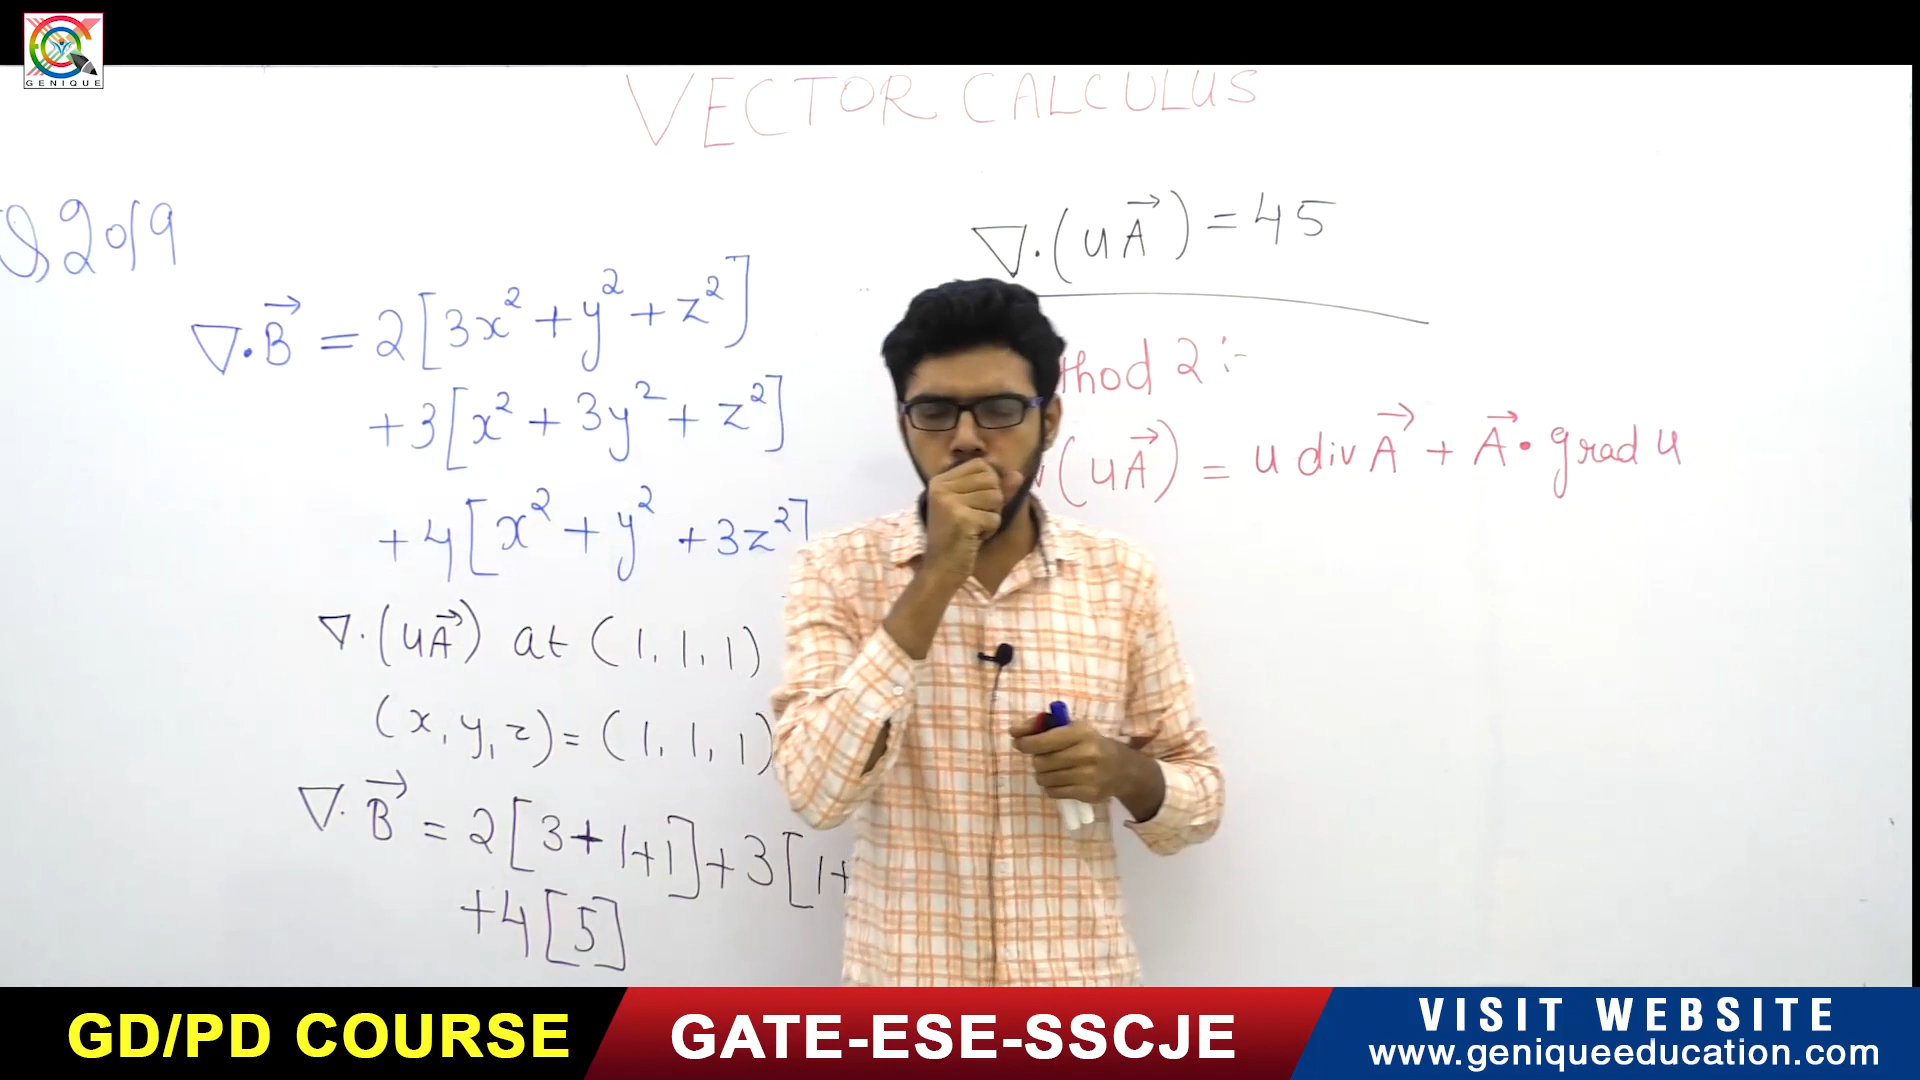 GENIQUE
VECTOR CALCULUS
2019
∇·B⃗ = 2[3x² + y² + z²]
+3[x² + 3y² + z²]
+4[x² + y² + 3z²]
∇·(uA⃗) at (1, 1, 1)
(x, y, z) = (1, 1, 1)
∇·B⃗ = 2[3+1+1]+3[1+
+4[5]
∇·(uA⃗) = 45
thod 2 :-
(uA⃗) = u div A⃗ + A⃗ · grad u
GD/PD COURSE
GATE-ESE-SSCJE
VISIT WEBSITE
www.geniqueeducation.com